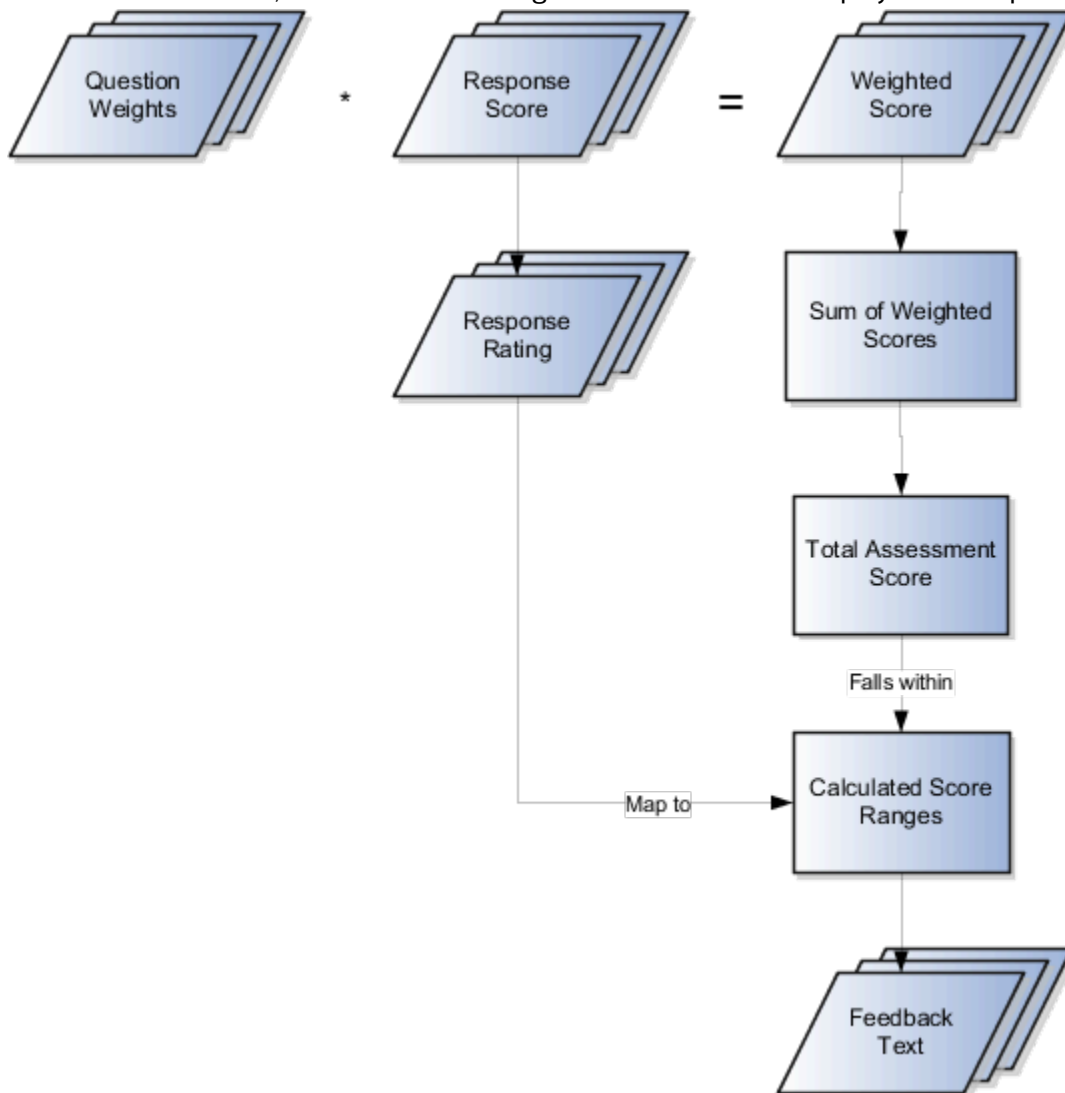 Question
Weights
*
Response
Score
=
Weighted
Score
Response
Rating
Sum of Weighted
Scores
Total Assessment
Score
Falls within
Map to
Calculated Score
Ranges
Feedback
Text